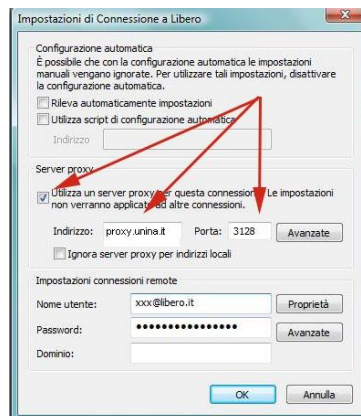 Impostazioni di Connessione a Libero
Configurazione automatica
È possibile che con la configurazione automatica le impostazioni
manuali vengano ignorate. Per utilizzare tali impostazioni, disattivare
la configurazione automatica.
Rileva automaticamente impostazioni
Utilizza script di configurazione automatica
Indirizzo
Server proxy
Utilizza un server proxy per questa connessione. Le impostazioni
non verranno applicate ad altre connessioni.
Indirizzo: proxy.unina.it Porta: 3128 Avanzate
Ignora server proxy per indirizzi locali
Impostazioni connessioni remote
Nome utente: xxx@libero.it Proprietà
Password: •••••••••••••••• Avanzate
Dominio:
OK Annulla